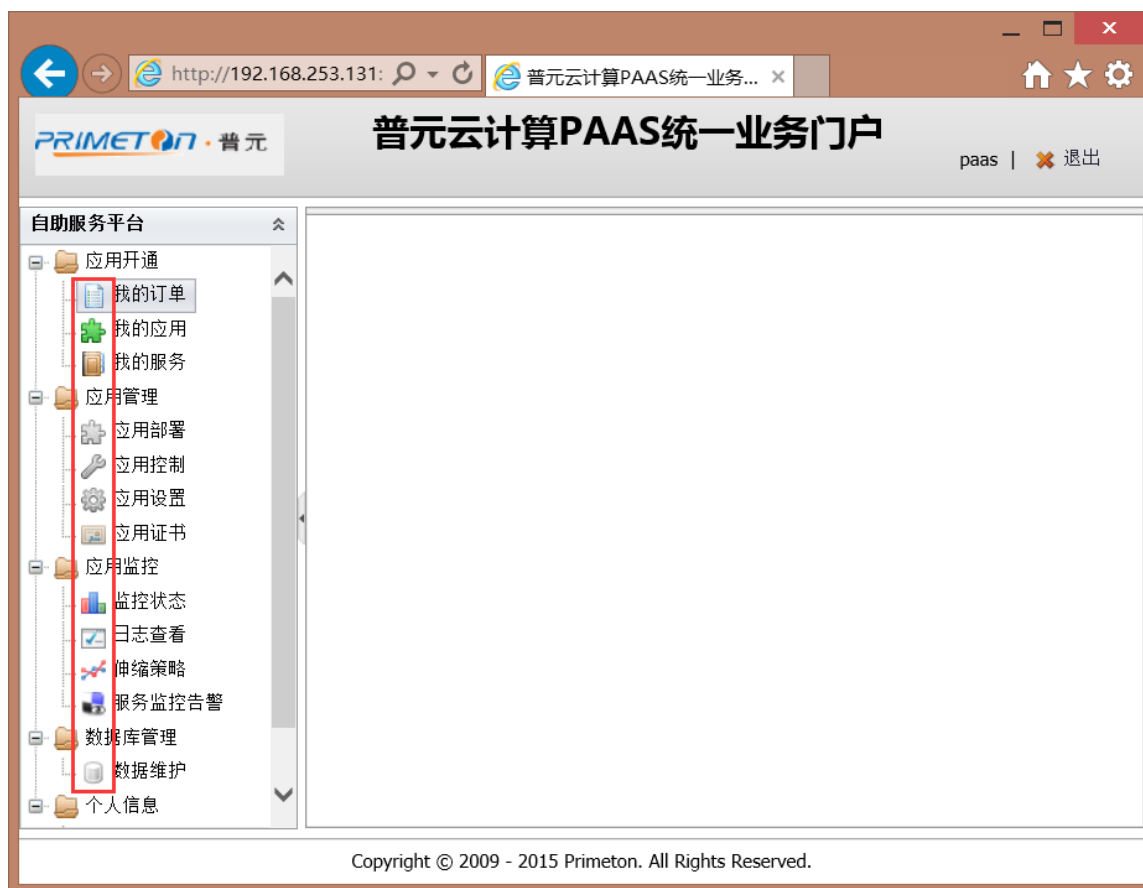 http://192.168.253.131:
普元云计算PAAS统一业务...
PRIMETON·普元
普元云计算PAAS统一业务门户
paas | 退出
自助服务平台
应用开通
我的订单
我的应用
我的服务
应用管理
应用部署
应用控制
应用设置
应用证书
应用监控
监控状态
日志查看
伸缩策略
服务监控告警
数据库管理
数据维护
个人信息
Copyright © 2009 - 2015 Primeton. All Rights Reserved.